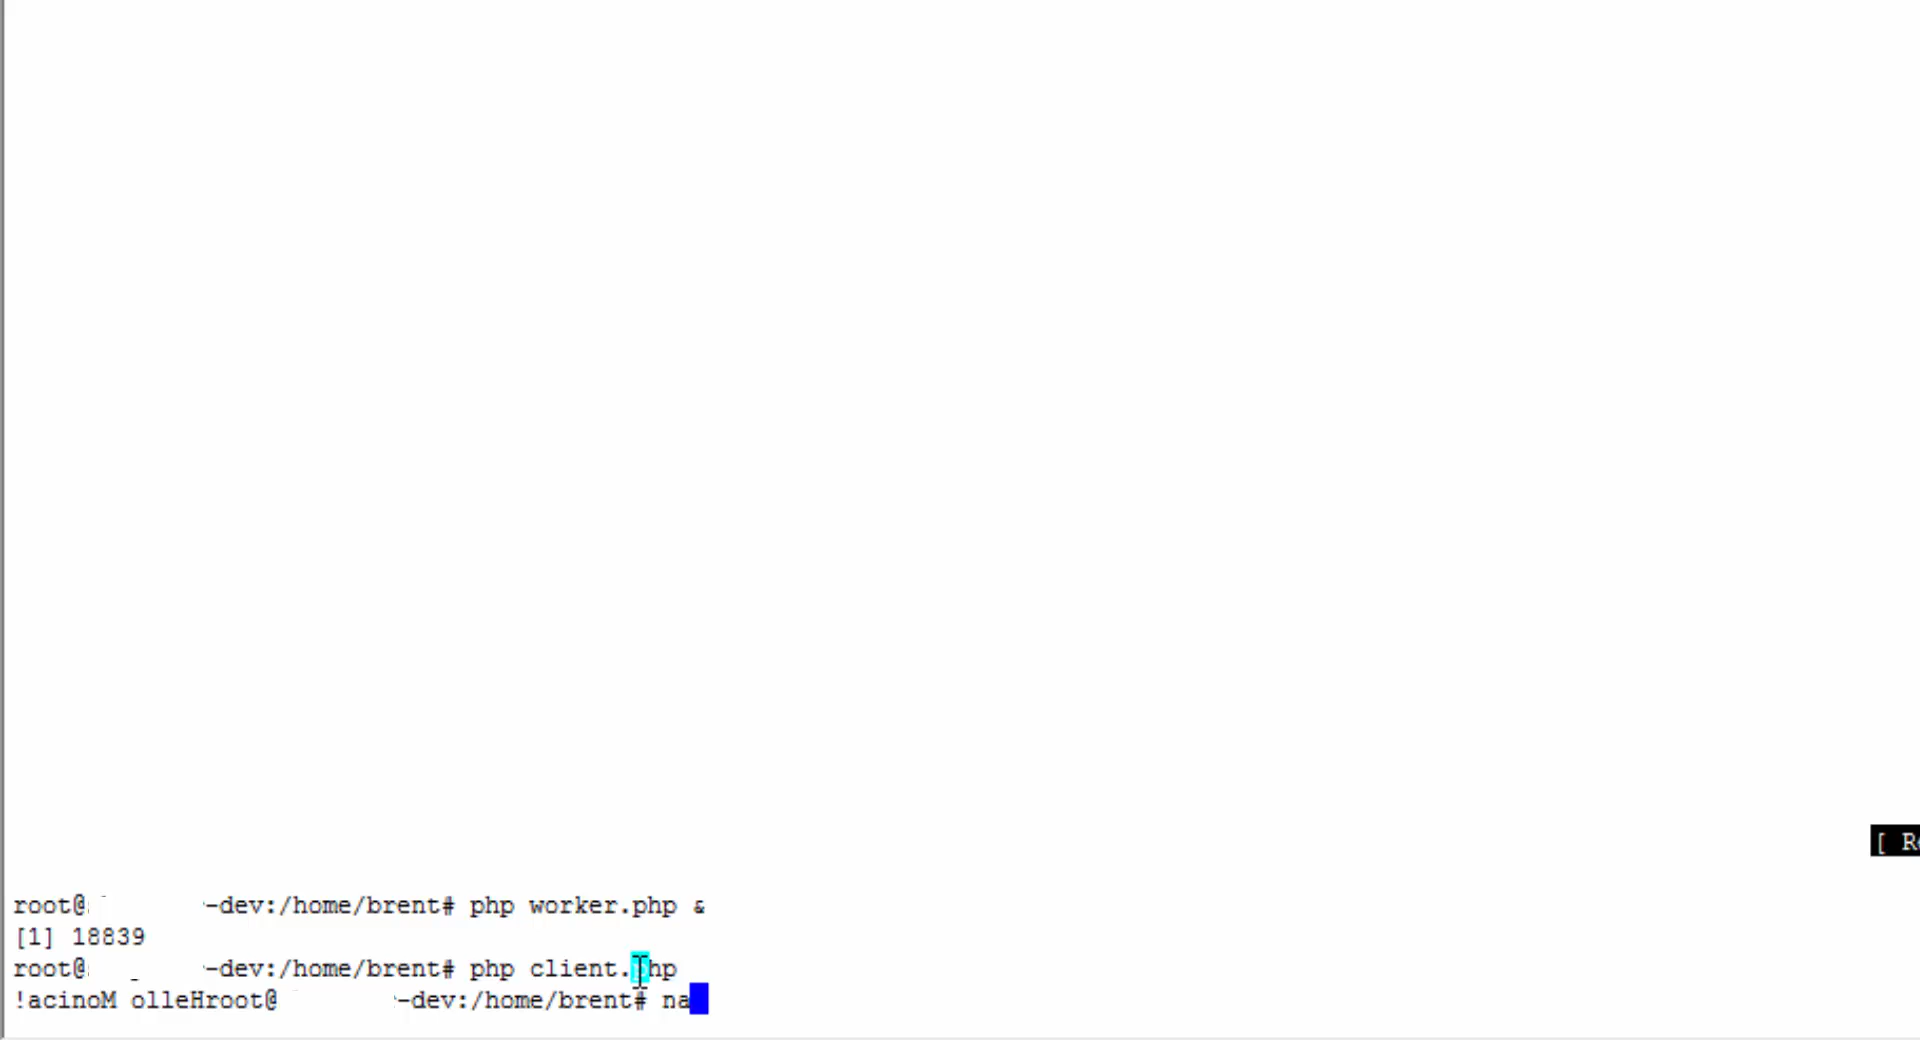 [ Re
root@ -dev:/home/brent# php worker.php &
[1] 18839
root@ -dev:/home/brent# php client.php
!acinoM olleHroot@ -dev:/home/brent# na